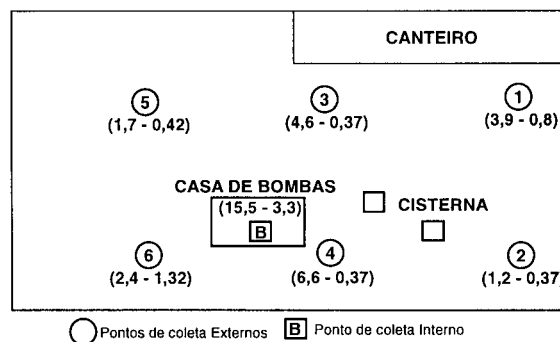 CANTEIRO
5
3
1
(1,7 - 0,42)
(4,6 - 0,37)
(3,9 - 0,8)
CASA DE BOMBAS
(15,5 - 3,3)
CISTERNA
B
6
4
2
(2,4 - 1,32)
(6,6 - 0,37)
(1,2 - 0,37)
Pontos de coleta Externos
B Ponto de coleta Interno